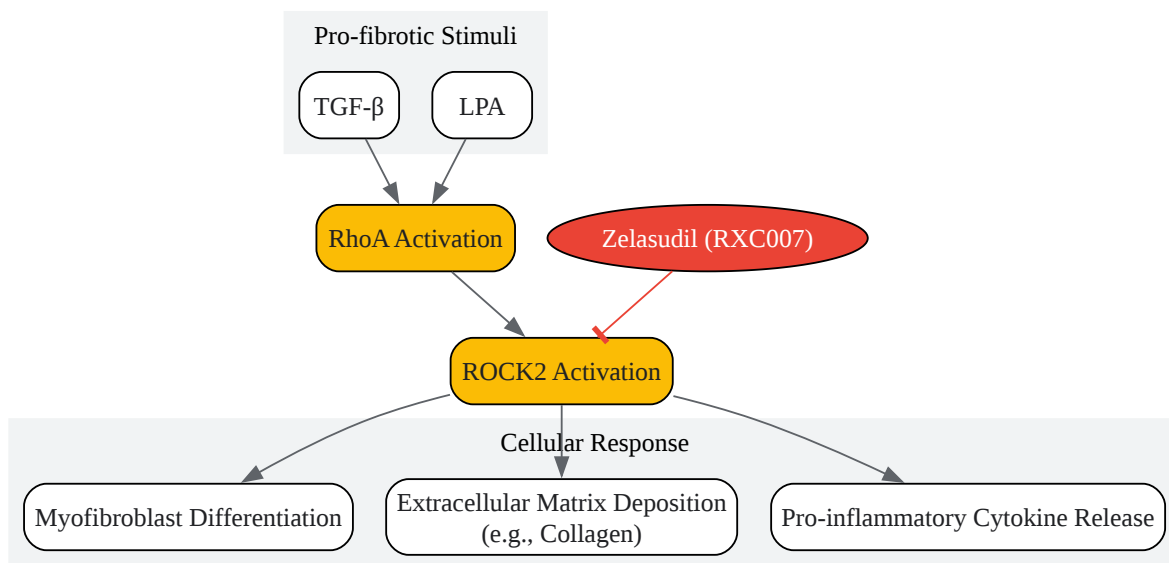 Pro-fibrotic Stimuli
TGF-β
LPA
RhoA Activation
Zelasudil (RXC007)
ROCK2 Activation
Cellular Response
Myofibroblast Differentiation
Extracellular Matrix Deposition
(e.g., Collagen)
Pro-inflammatory Cytokine Release